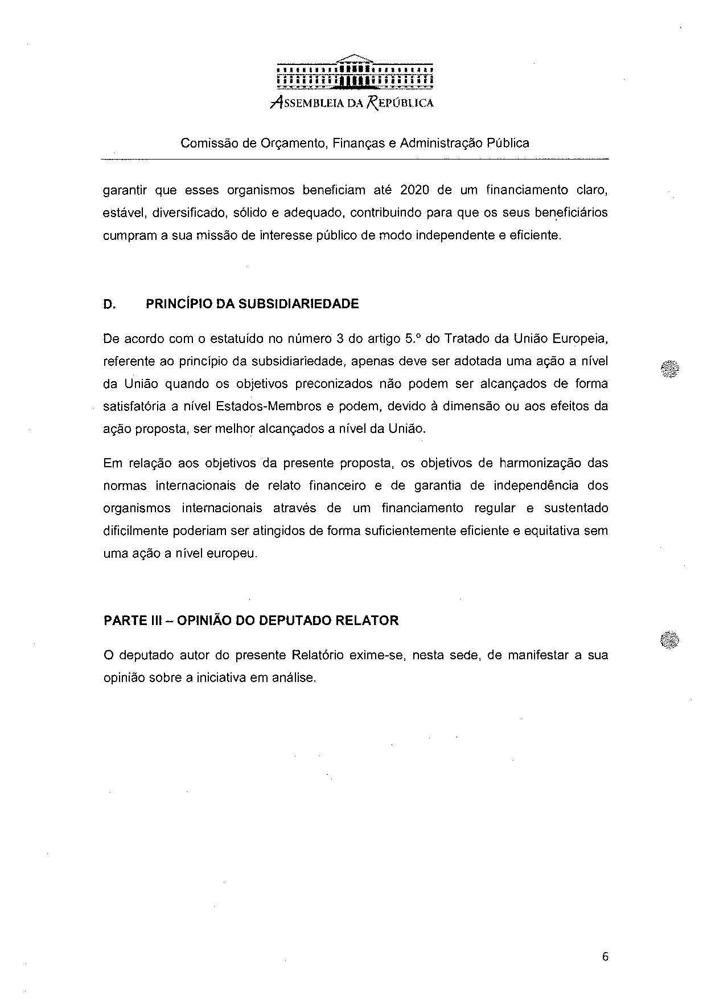 ASSEMBLEIA DA REPÚBLICA
Comissão de Orçamento, Finanças e Administração Pública
garantir que esses organismos beneficiam até 2020 de um financiamento claro,
estável, diversificado, sólido e adequado, contribuindo para que os seus beneficiários
cumpram a sua missão de interesse público de modo independente e eficiente.
D. PRINCÍPIO DA SUBSIDIARIEDADE
De acordo com o estatuído no número 3 do artigo 5.º do Tratado da União Europeia,
referente ao princípio da subsidiariedade, apenas deve ser adotada uma ação a nível
da União quando os objetivos preconizados não podem ser alcançados de forma
satisfatória a nível Estados-Membros e podem, devido à dimensão ou aos efeitos da
ação proposta, ser melhor alcançados a nível da União.
Em relação aos objetivos da presente proposta, os objetivos de harmonização das
normas internacionais de relato financeiro e de garantia de independência dos
organismos internacionais através de um financiamento regular e sustentado
dificilmente poderiam ser atingidos de forma suficientemente eficiente e equitativa sem
uma ação a nível europeu.
PARTE III – OPINIÃO DO DEPUTADO RELATOR
O deputado autor do presente Relatório exime-se, nesta sede, de manifestar a sua
opinião sobre a iniciativa em análise.
6